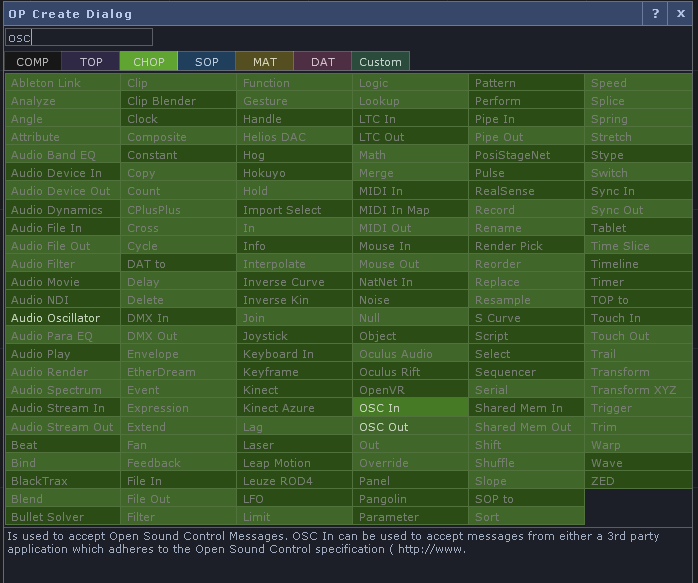 OP Create Dialog ? x
osc
COMP TOP CHOP SOP MAT DAT Custom
Ableton Link Clip Function Logic Pattern Speed
Analyze Clip Blender Gesture Lookup Perform Splice
Angle Clock Handle LTC In Pipe In Spring
Attribute Composite Helios DAC LTC Out Pipe Out Stretch
Audio Band EQ Constant Hog Math PosiStageNet Stype
Audio Device In Copy Hokuyo Merge Pulse Switch
Audio Device Out Count Hold MIDI In RealSense Sync In
Audio Dynamics CPlusPlus Import Select MIDI In Map Record Sync Out
Audio File In Cross In MIDI Out Rename Tablet
Audio File Out Cycle Info Mouse In Render Pick Time Slice
Audio Filter DAT to Interpolate Mouse Out Reorder Timeline
Audio Movie Delay Inverse Curve NatNet In Replace Timer
Audio NDI Delete Inverse Kin Noise Resample TOP to
Audio Oscillator DMX In Join Null S Curve Touch In
Audio Para EQ DMX Out Joystick Object Script Touch Out
Audio Play Envelope Keyboard In Oculus Audio Select Trail
Audio Render EtherDream Keyframe Oculus Rift Sequencer Transform
Audio Spectrum Event Kinect OpenVR Serial Transform XYZ
Audio Stream In Expression Kinect Azure OSC In Shared Mem In Trigger
Audio Stream Out Extend Lag OSC Out Shared Mem Out Trim
Beat Fan Laser Out Shift Warp
Bind Feedback Leap Motion Override Shuffle Wave
BlackTrax File In Leuze ROD4 Panel Slope ZED
Blend File Out LFO Pangolin SOP to
Bullet Solver Filter Limit Parameter Sort
Is used to accept Open Sound Control Messages. OSC In can be used to accept messages from either a 3rd party
application which adheres to the Open Sound Control specification ( http://www.